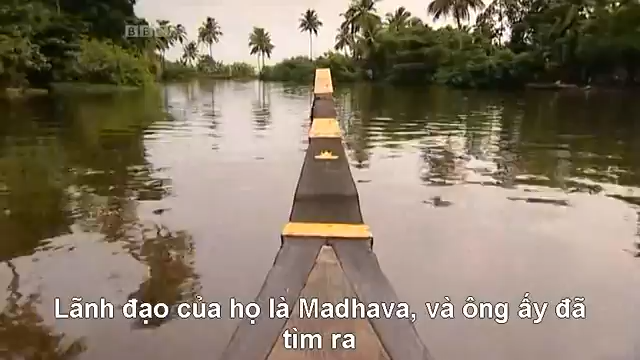 BBC
Lãnh đạo của họ là Madhava, và ông ấy đã
tìm ra